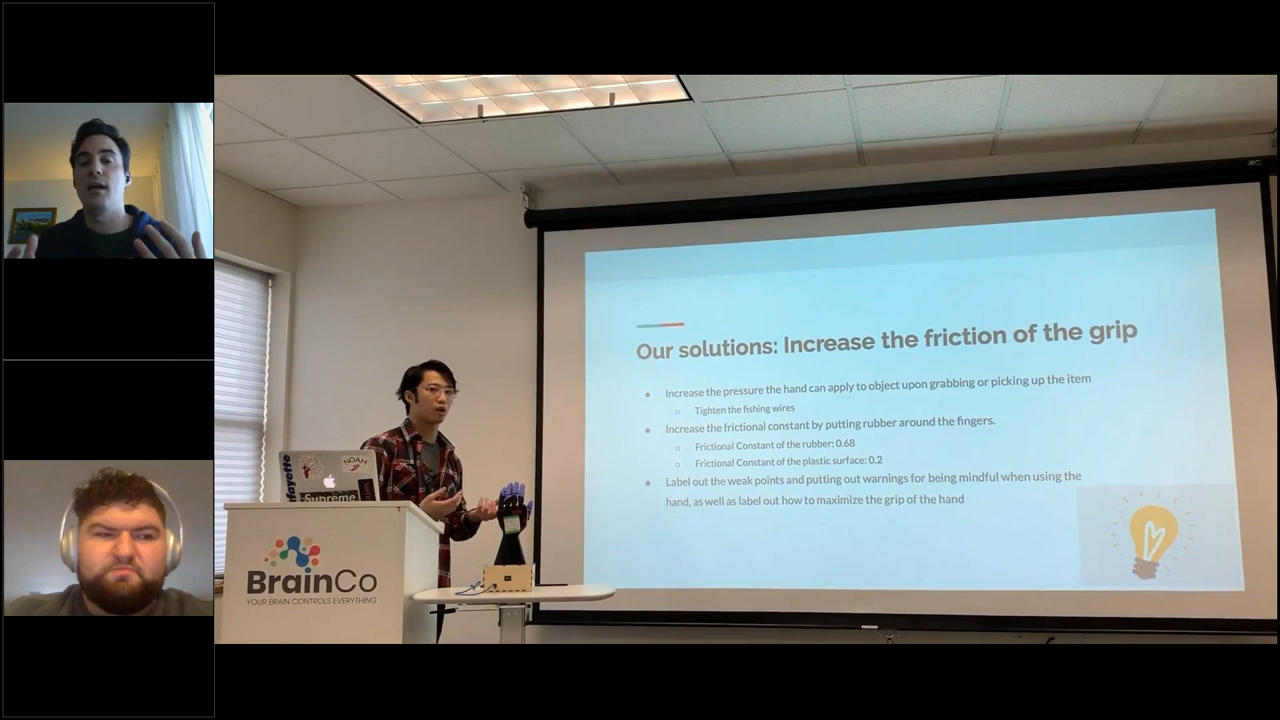 Our solutions: Increase the friction of the grip
Increase the pressure the hand can apply to object upon grabbing or picking up the item
Tighten the fishing wires
Increase the frictional constant by putting rubber around the fingers.
Frictional Constant of the rubber: 0.68
Frictional Constant of the plastic surface: 0.2
Label out the weak points and putting out warnings for being mindful when using the
hand, as well as label out how to maximize the grip of the hand
NOAH
Supreme
BrainCo
YOUR BRAIN CONTROLS EVERYTHING